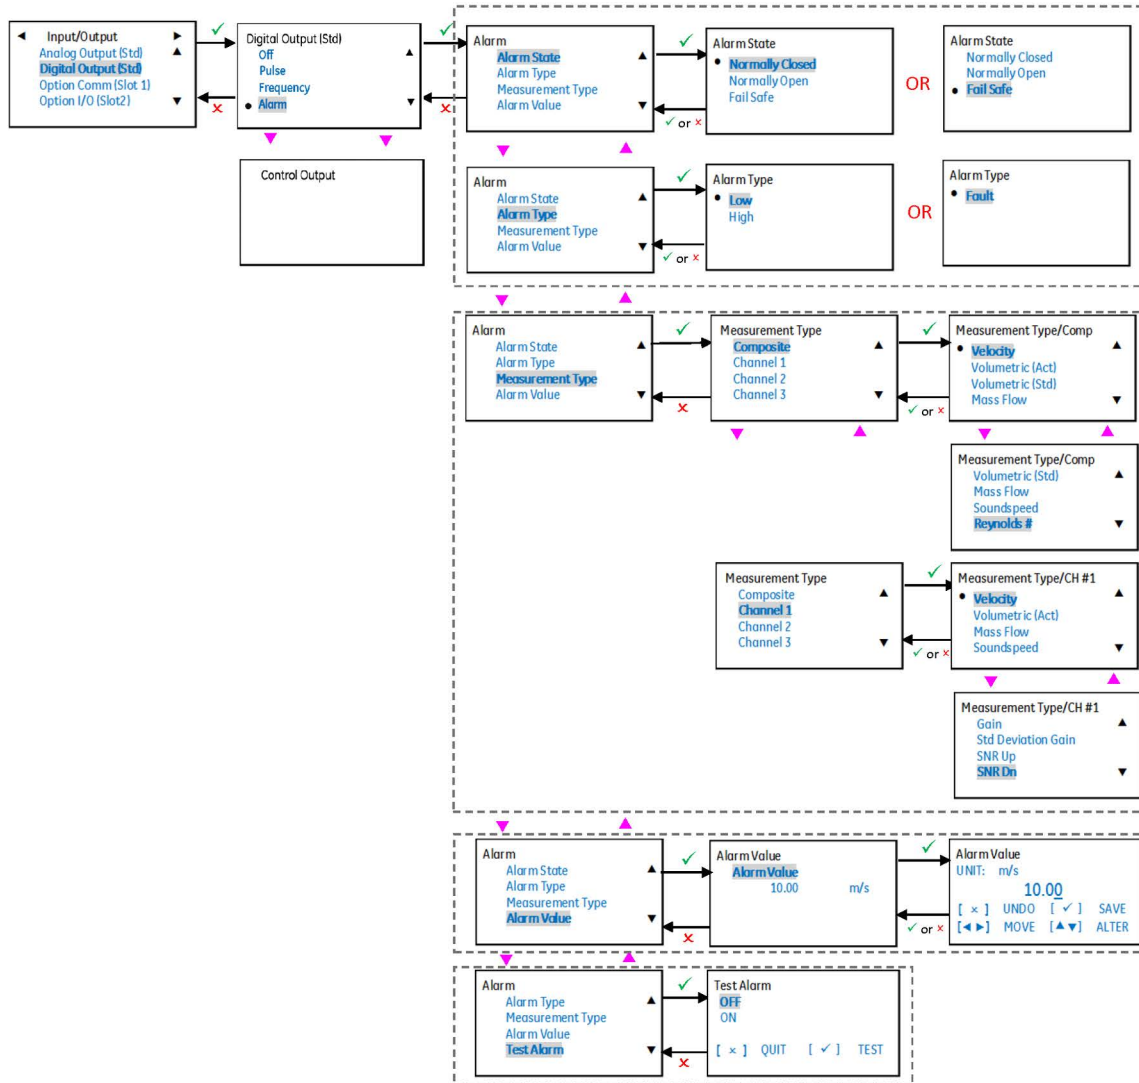 ◄ Input/Output ►
Analog Output (Std) ▲
Digital Output (Std)
Option Comm (Slot 1)
Option I/O (Slot2) ▼
✓
✗
Digital Output (Std)
Off ▲
Pulse
Frequency
• Alarm ▼
✓
✗
▼ ▼
Control Output
Alarm
Alarm State ▲
Alarm Type
Measurement Type
Alarm Value ▼
✓
✓ or ✗
Alarm State
• Normally Closed
Normally Open
Fail Safe
OR
Alarm State
Normally Closed
Normally Open
• Fail Safe
▼ ▲
Alarm
Alarm State ▲
Alarm Type
Measurement Type
Alarm Value ▼
✓
✓ or ✗
Alarm Type
• Low
High
OR
Alarm Type
• Fault
▼ ▲
Alarm
Alarm State ▲
Alarm Type
Measurement Type
Alarm Value ▼
✓
✗
Measurement Type
Composite ▲
Channel 1
Channel 2
Channel 3 ▼
✓
✓ or ✗
Measurement Type/Comp
• Velocity ▲
Volumetric (Act)
Volumetric (Std)
Mass Flow ▼
▼ ▲
▼ ▲
Measurement Type/Comp
Volumetric (Std) ▲
Mass Flow
Soundspeed
Reynolds # ▼
Measurement Type
Composite ▲
Channel 1
Channel 2
Channel 3 ▼
✓
✓ or ✗
Measurement Type/CH #1
• Velocity ▲
Volumetric (Act)
Mass Flow
Soundspeed ▼
▼ ▲
Measurement Type/CH #1
Gain ▲
Std Deviation Gain
SNR Up
SNR Dn ▼
▼ ▲
Alarm
Alarm State ▲
Alarm Type
Measurement Type
Alarm Value ▼
✓
✗
Alarm Value
Alarm Value
10.00 m/s
✓
✓ or ✗
Alarm Value
UNIT: m/s
10.00
[ × ] UNDO [ ✓ ] SAVE
[◄ ►] MOVE [▲▼] ALTER
▼ ▲
Alarm
Alarm Type ▲
Measurement Type
Alarm Value
Test Alarm ▼
✓
✗
Test Alarm
OFF
ON
[ × ] QUIT [ ✓ ] TEST